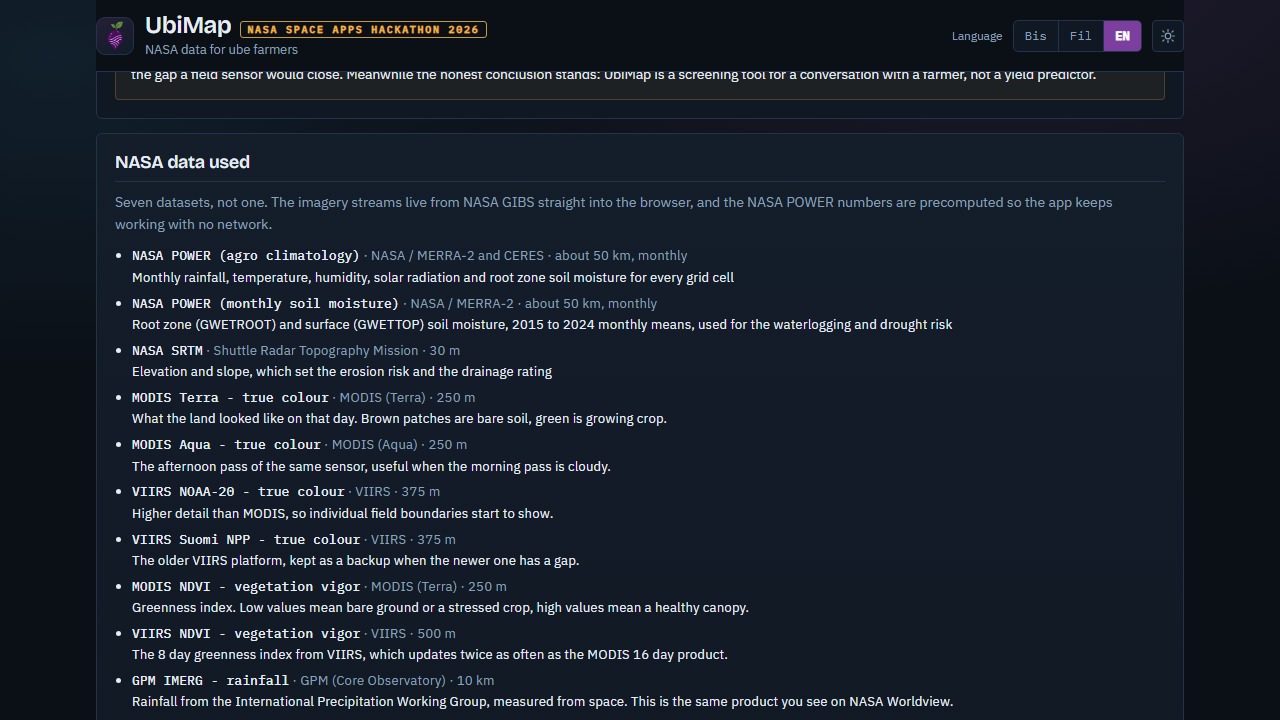 UbiMap NASA SPACE APPS HACKATHON 2026
NASA data for ube farmers
Language Bis Fil EN
the gap a field sensor would close. Meanwhile the honest conclusion stands: UbiMap is a screening tool for a conversation with a farmer, not a yield predictor.
NASA data used
Seven datasets, not one. The imagery streams live from NASA GIBS straight into the browser, and the NASA POWER numbers are precomputed so the app keeps
working with no network.
• NASA POWER (agro climatology) · NASA / MERRA-2 and CERES · about 50 km, monthly
Monthly rainfall, temperature, humidity, solar radiation and root zone soil moisture for every grid cell
• NASA POWER (monthly soil moisture) · NASA / MERRA-2 · about 50 km, monthly
Root zone (GWETROOT) and surface (GWETTOP) soil moisture, 2015 to 2024 monthly means, used for the waterlogging and drought risk
• NASA SRTM · Shuttle Radar Topography Mission · 30 m
Elevation and slope, which set the erosion risk and the drainage rating
• MODIS Terra - true colour · MODIS (Terra) · 250 m
What the land looked like on that day. Brown patches are bare soil, green is growing crop.
• MODIS Aqua - true colour · MODIS (Aqua) · 250 m
The afternoon pass of the same sensor, useful when the morning pass is cloudy.
• VIIRS NOAA-20 - true colour · VIIRS · 375 m
Higher detail than MODIS, so individual field boundaries start to show.
• VIIRS Suomi NPP - true colour · VIIRS · 375 m
The older VIIRS platform, kept as a backup when the newer one has a gap.
• MODIS NDVI - vegetation vigor · MODIS (Terra) · 250 m
Greenness index. Low values mean bare ground or a stressed crop, high values mean a healthy canopy.
• VIIRS NDVI - vegetation vigor · VIIRS · 500 m
The 8 day greenness index from VIIRS, which updates twice as often as the MODIS 16 day product.
• GPM IMERG - rainfall · GPM (Core Observatory) · 10 km
Rainfall from the International Precipitation Working Group, measured from space. This is the same product you see on NASA Worldview.